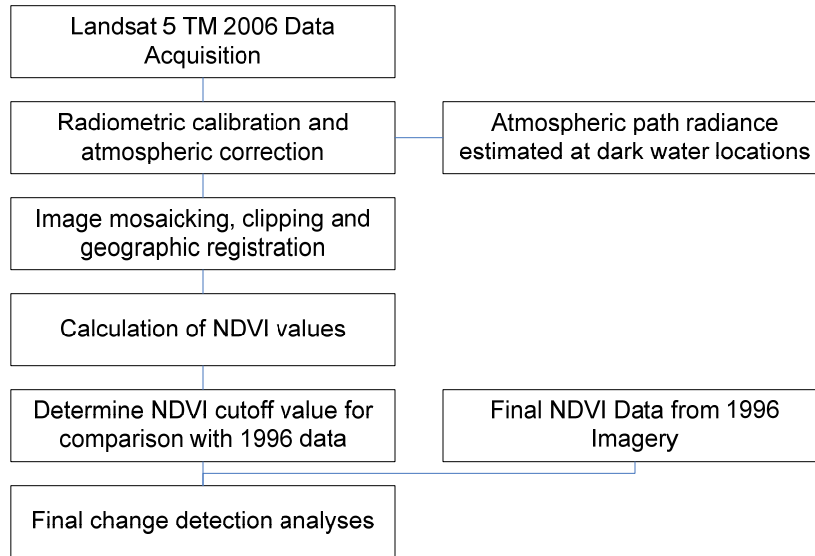 Landsat 5 TM 2006 Data
Acquisition
Radiometric calibration and
atmospheric correction
Atmospheric path radiance
estimated at dark water locations
Image mosaicking, clipping and
geographic registration
Calculation of NDVI values
Determine NDVI cutoff value for
comparison with 1996 data
Final NDVI Data from 1996
Imagery
Final change detection analyses